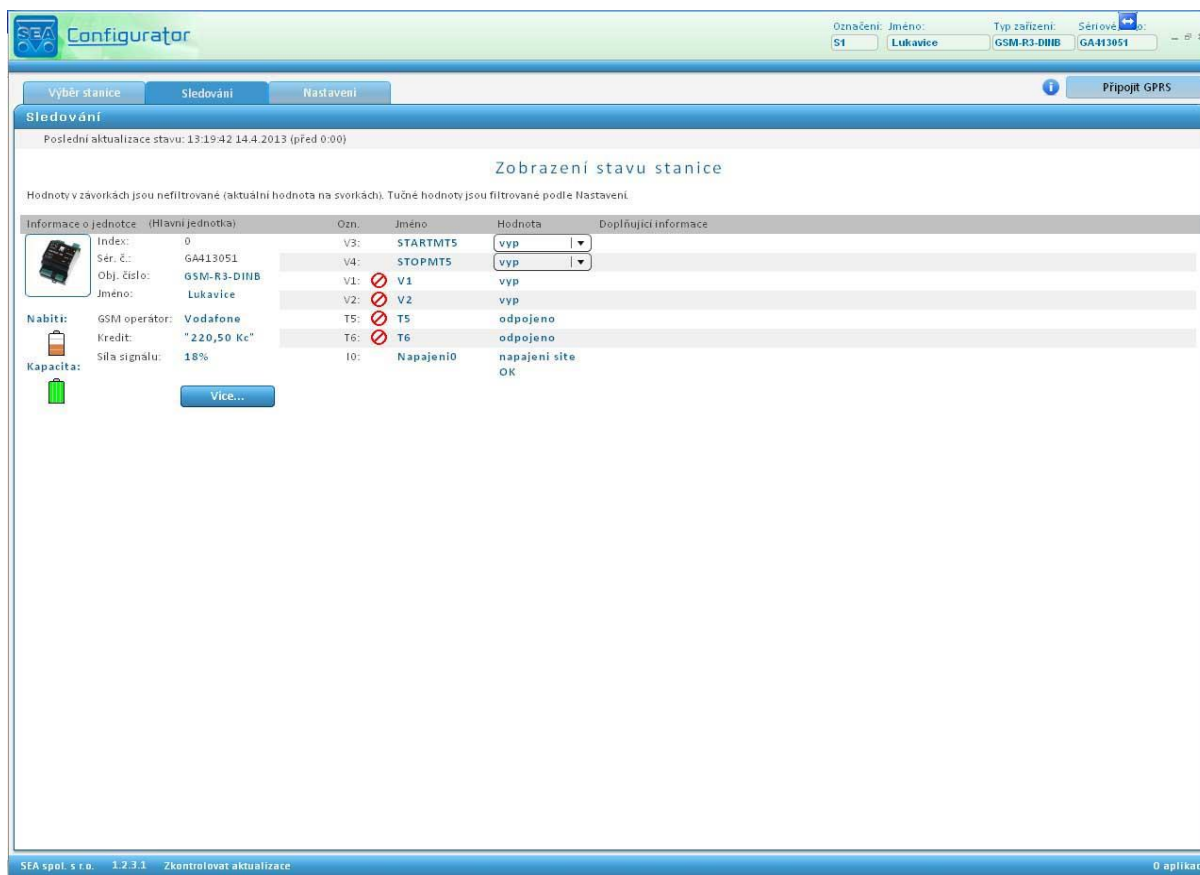 SEA Configurator
Označení: Jméno: Typ zařízení: Sériové
S1 Lukavice GSM-R3-DINB GA413051
Výběr stanice Sledování Nastavení Připojit GPRS
Sledování
Poslední aktualizace stavu: 13:19:42 14.4.2013 (před 0:00)
Zobrazení stavu stanice
Hodnoty v závorkách jsou nefiltrované (aktuální hodnota na svorkách). Tučné hodnoty jsou filtrované podle Nastavení.
Informace o jednotce (Hlavní jednotka) Ozn. Jméno Hodnota Doplňující informace
Index: 0 V3: STARTMT5 vyp
Sér. č.: GA413051 V4: STOPMT5 vyp
Obj. číslo: GSM-R3-DINB V1: V1 vyp
Jméno: Lukavice V2: V2 vyp
Nabití: GSM operátor: Vodafone T5: T5 odpojeno
Kredit: "220,50 Kc" T6: T6 odpojeno
Síla signálu: 18% I0: Napajeni0 napajeni site
Kapacita: OK
Více...
SEA spol. s r.o. 1.2.3.1 Zkontrolovat aktualizace 0 aplikac